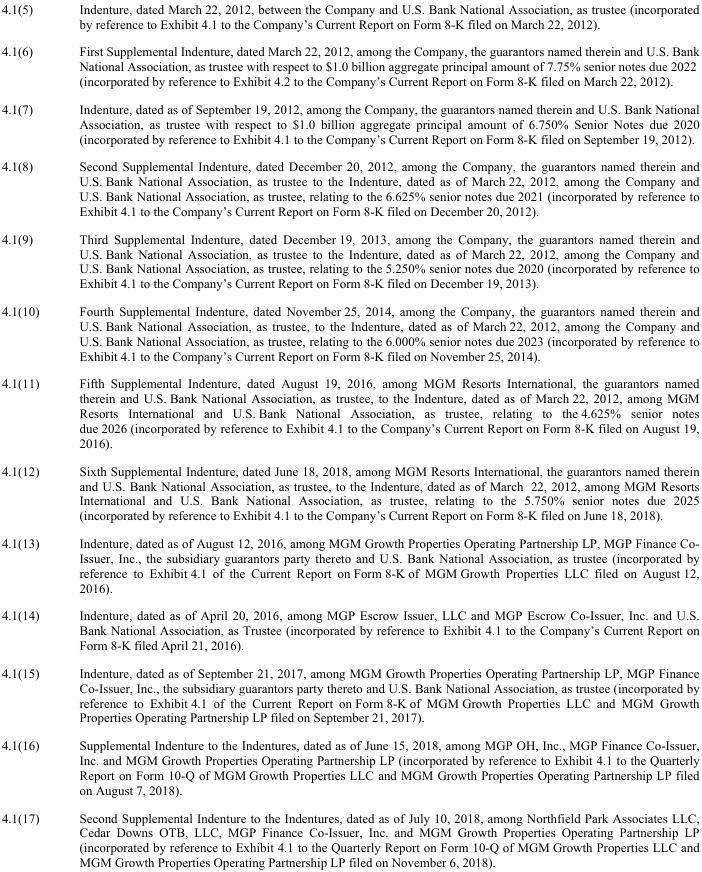 4.1(5) Indenture, dated March 22, 2012, between the Company and U.S. Bank National Association, as trustee (incorporated
by reference to Exhibit 4.1 to the Company's Current Report on Form 8-K filed on March 22, 2012).
4.1(6) First Supplemental Indenture, dated March 22, 2012, among the Company, the guarantors named therein and U.S. Bank
National Association, as trustee with respect to $1.0 billion aggregate principal amount of 7.75% senior notes due 2022
(incorporated by reference to Exhibit 4.2 to the Company's Current Report on Form 8-K filed on March 22, 2012).
4.1(7) Indenture, dated as of September 19, 2012, among the Company, the guarantors named therein and U.S. Bank National
Association, as trustee with respect to $1.0 billion aggregate principal amount of 6.750% Senior Notes due 2020
(incorporated by reference to Exhibit 4.1 to the Company's Current Report on Form 8-K filed on September 19, 2012).
4.1(8) Second Supplemental Indenture, dated December 20, 2012, among the Company, the guarantors named therein and
U.S. Bank National Association, as trustee to the Indenture, dated as of March 22, 2012, among the Company and
U.S. Bank National Association, as trustee, relating to the 6.625% senior notes due 2021 (incorporated by reference to
Exhibit 4.1 to the Company's Current Report on Form 8-K filed on December 20, 2012).
4.1(9) Third Supplemental Indenture, dated December 19, 2013, among the Company, the guarantors named therein and
U.S. Bank National Association, as trustee to the Indenture, dated as of March 22, 2012, among the Company and
U.S. Bank National Association, as trustee, relating to the 5.250% senior notes due 2020 (incorporated by reference to
Exhibit 4.1 to the Company's Current Report on Form 8-K filed on December 19, 2013).
4.1(10) Fourth Supplemental Indenture, dated November 25, 2014, among the Company, the guarantors named therein and
U.S. Bank National Association, as trustee, to the Indenture, dated as of March 22, 2012, among the Company and
U.S. Bank National Association, as trustee, relating to the 6.000% senior notes due 2023 (incorporated by reference to
Exhibit 4.1 to the Company's Current Report on Form 8-K filed on November 25, 2014).
4.1(11) Fifth Supplemental Indenture, dated August 19, 2016, among MGM Resorts International, the guarantors named
therein and U.S. Bank National Association, as trustee, to the Indenture, dated as of March 22, 2012, among MGM
Resorts International and U.S. Bank National Association, as trustee, relating to the 4.625% senior notes
due 2026 (incorporated by reference to Exhibit 4.1 to the Company's Current Report on Form 8-K filed on August 19,
2016).
4.1(12) Sixth Supplemental Indenture, dated June 18, 2018, among MGM Resorts International, the guarantors named therein
and U.S. Bank National Association, as trustee, to the Indenture, dated as of March 22, 2012, among MGM Resorts
International and U.S. Bank National Association, as trustee, relating to the 5.750% senior notes due 2025
(incorporated by reference to Exhibit 4.1 to the Company's Current Report on Form 8-K filed on June 18, 2018).
4.1(13) Indenture, dated as of August 12, 2016, among MGM Growth Properties Operating Partnership LP, MGP Finance Co-
Issuer, Inc., the subsidiary guarantors party thereto and U.S. Bank National Association, as trustee (incorporated by
reference to Exhibit 4.1 of the Current Report on Form 8-K of MGM Growth Properties LLC filed on August 12,
2016).
4.1(14) Indenture, dated as of April 20, 2016, among MGP Escrow Issuer, LLC and MGP Escrow Co-Issuer, Inc. and U.S.
Bank National Association, as Trustee (incorporated by reference to Exhibit 4.1 to the Company's Current Report on
Form 8-K filed April 21, 2016).
4.1(15) Indenture, dated as of September 21, 2017, among MGM Growth Properties Operating Partnership LP, MGP Finance
Co-Issuer, Inc., the subsidiary guarantors party thereto and U.S. Bank National Association, as trustee (incorporated by
reference to Exhibit 4.1 of the Current Report on Form 8-K of MGM Growth Properties LLC and MGM Growth
Properties Operating Partnership LP filed on September 21, 2017).
4.1(16) Supplemental Indenture to the Indentures, dated as of June 15, 2018, among MGP OH, Inc., MGP Finance Co-Issuer,
Inc. and MGM Growth Properties Operating Partnership LP (incorporated by reference to Exhibit 4.1 to the Quarterly
Report on Form 10-Q of MGM Growth Properties LLC and MGM Growth Properties Operating Partnership LP filed
on August 7, 2018).
4.1(17) Second Supplemental Indenture to the Indentures, dated as of July 10, 2018, among Northfield Park Associates LLC,
Cedar Downs OTB, LLC, MGP Finance Co-Issuer, Inc. and MGM Growth Properties Operating Partnership LP
(incorporated by reference to Exhibit 4.1 to the Quarterly Report on Form 10-Q of MGM Growth Properties LLC and
MGM Growth Properties Operating Partnership LP filed on November 6, 2018).